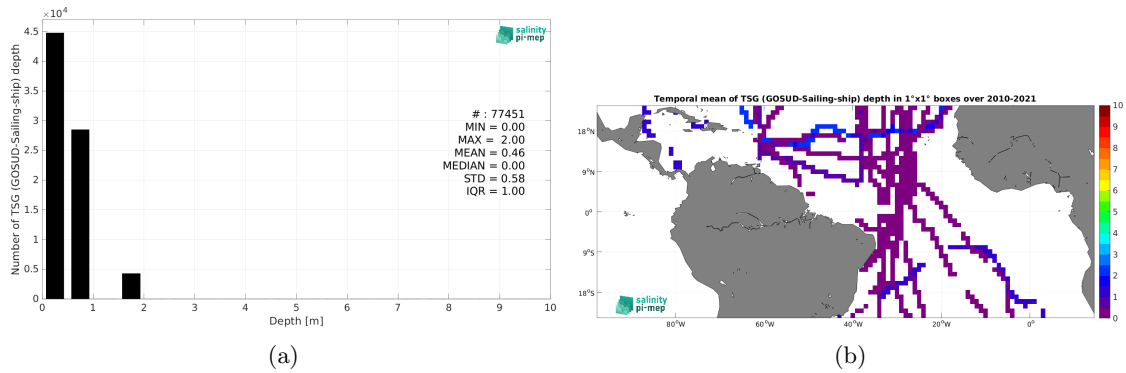 ×10⁴
4.5
4
3.5
3
2.5
2
1.5
1
0.5
0
0 1 2 3 4 5 6 7 8 9 10
Number of TSG (GOSUD-Sailing-ship) depth
Depth [m]
salinity
pi-mep
# : 77451
MIN = 0.00
MAX = 2.00
MEAN = 0.46
MEDIAN = 0.00
STD = 0.58
IQR = 1.00
(a)
Temporal mean of TSG (GOSUD-Sailing-ship) depth in 1°x1° boxes over 2010-2021
18°N
9°N
0°
9°S
18°S
80°W 60°W 40°W 20°W 0°
salinity
pi-mep
10
9
8
7
6
5
4
3
2
1
0
(b)